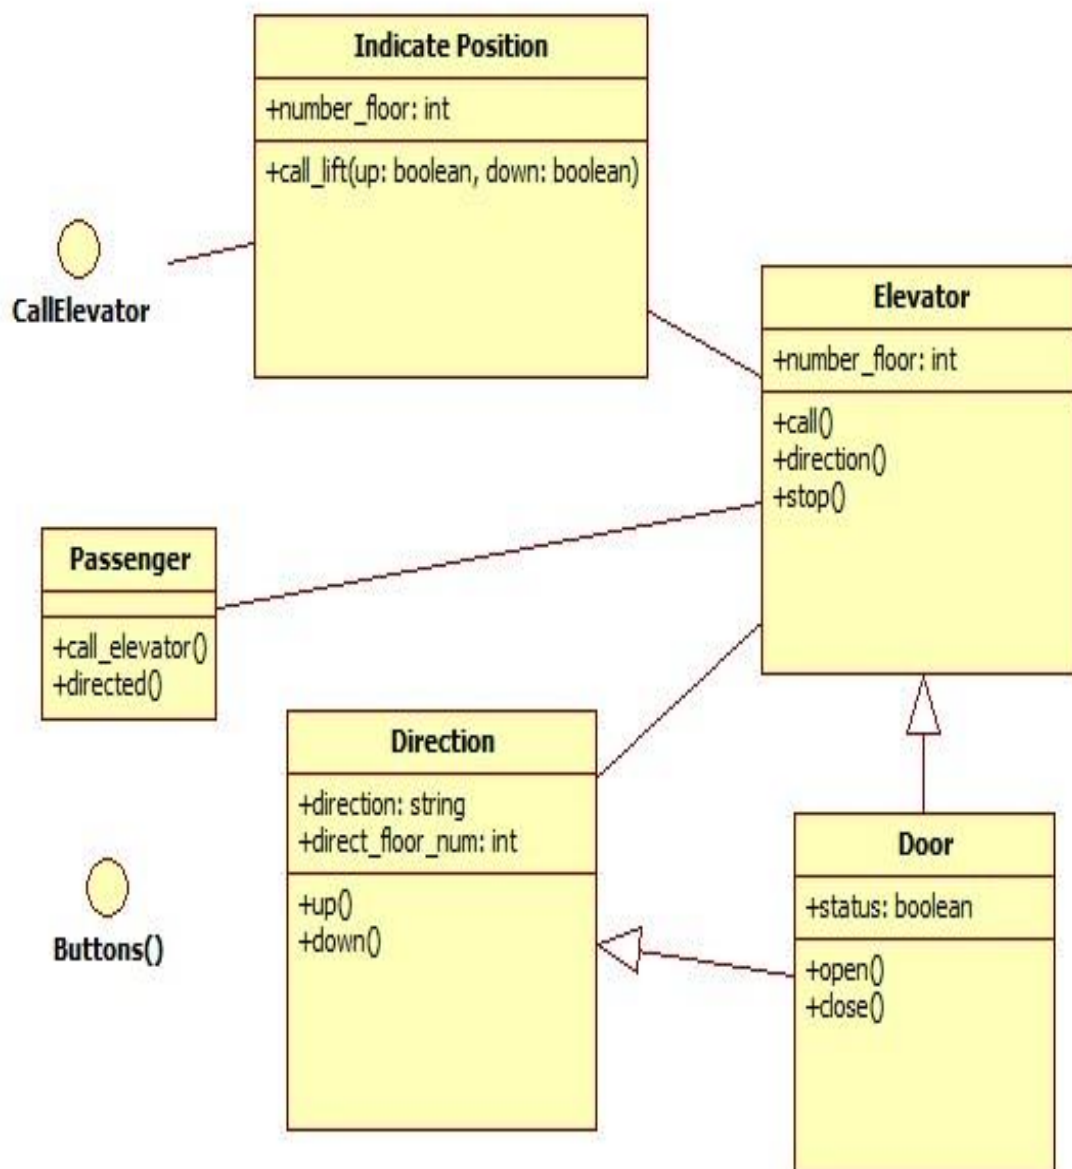 Indicate Position
+number_floor: int
+call_lift(up: boolean, down: boolean)
CallElevator
Elevator
+number_floor: int
+call()
+direction()
+stop()
Passenger
+call_elevator()
+directed()
Direction
+direction: string
+direct_floor_num: int
+up()
+down()
Buttons()
Door
+status: boolean
+open()
+close()